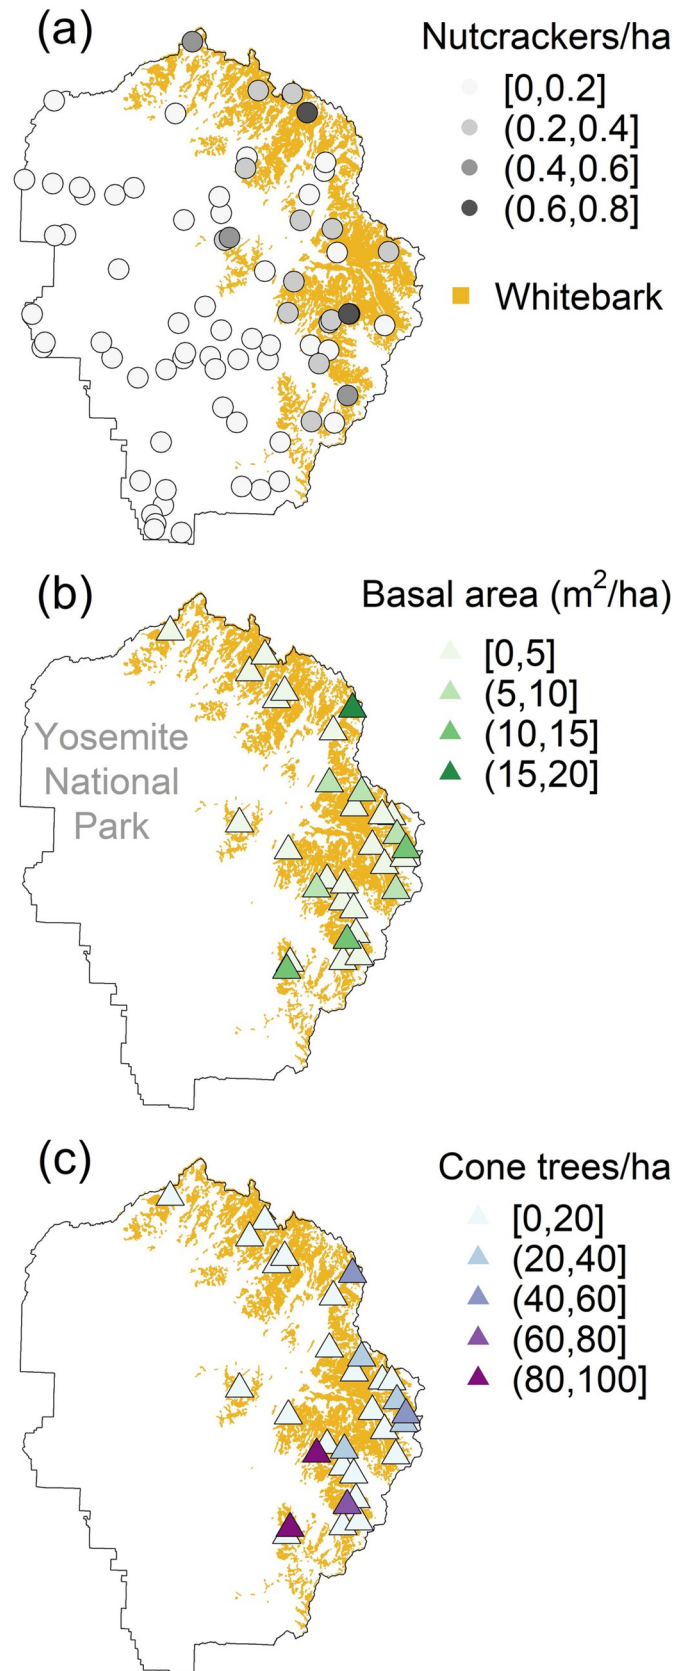 (a)
Nutcrackers/ha
[0,0.2]
(0.2,0.4]
(0.4,0.6]
(0.6,0.8]
Whitebark
(b)
Basal area (m²/ha)
[0,5]
(5,10]
(10,15]
(15,20]
Yosemite
National
Park
(c)
Cone trees/ha
[0,20]
(20,40]
(40,60]
(60,80]
(80,100]